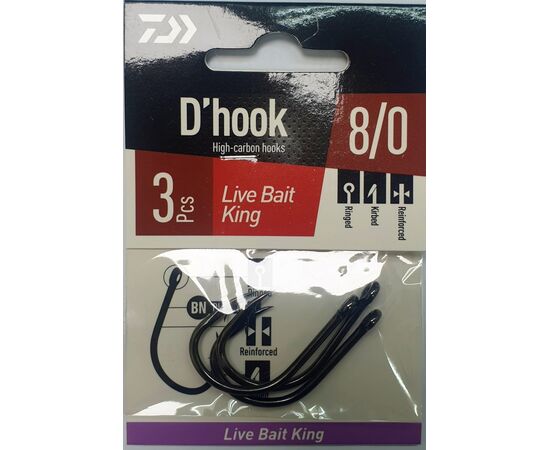 D'hook
High-carbon hooks
8/0
3 Pcs
Live Bait
King
Ringed
Kirbed
Reinforced
BN
Reinforced
Live Bait King